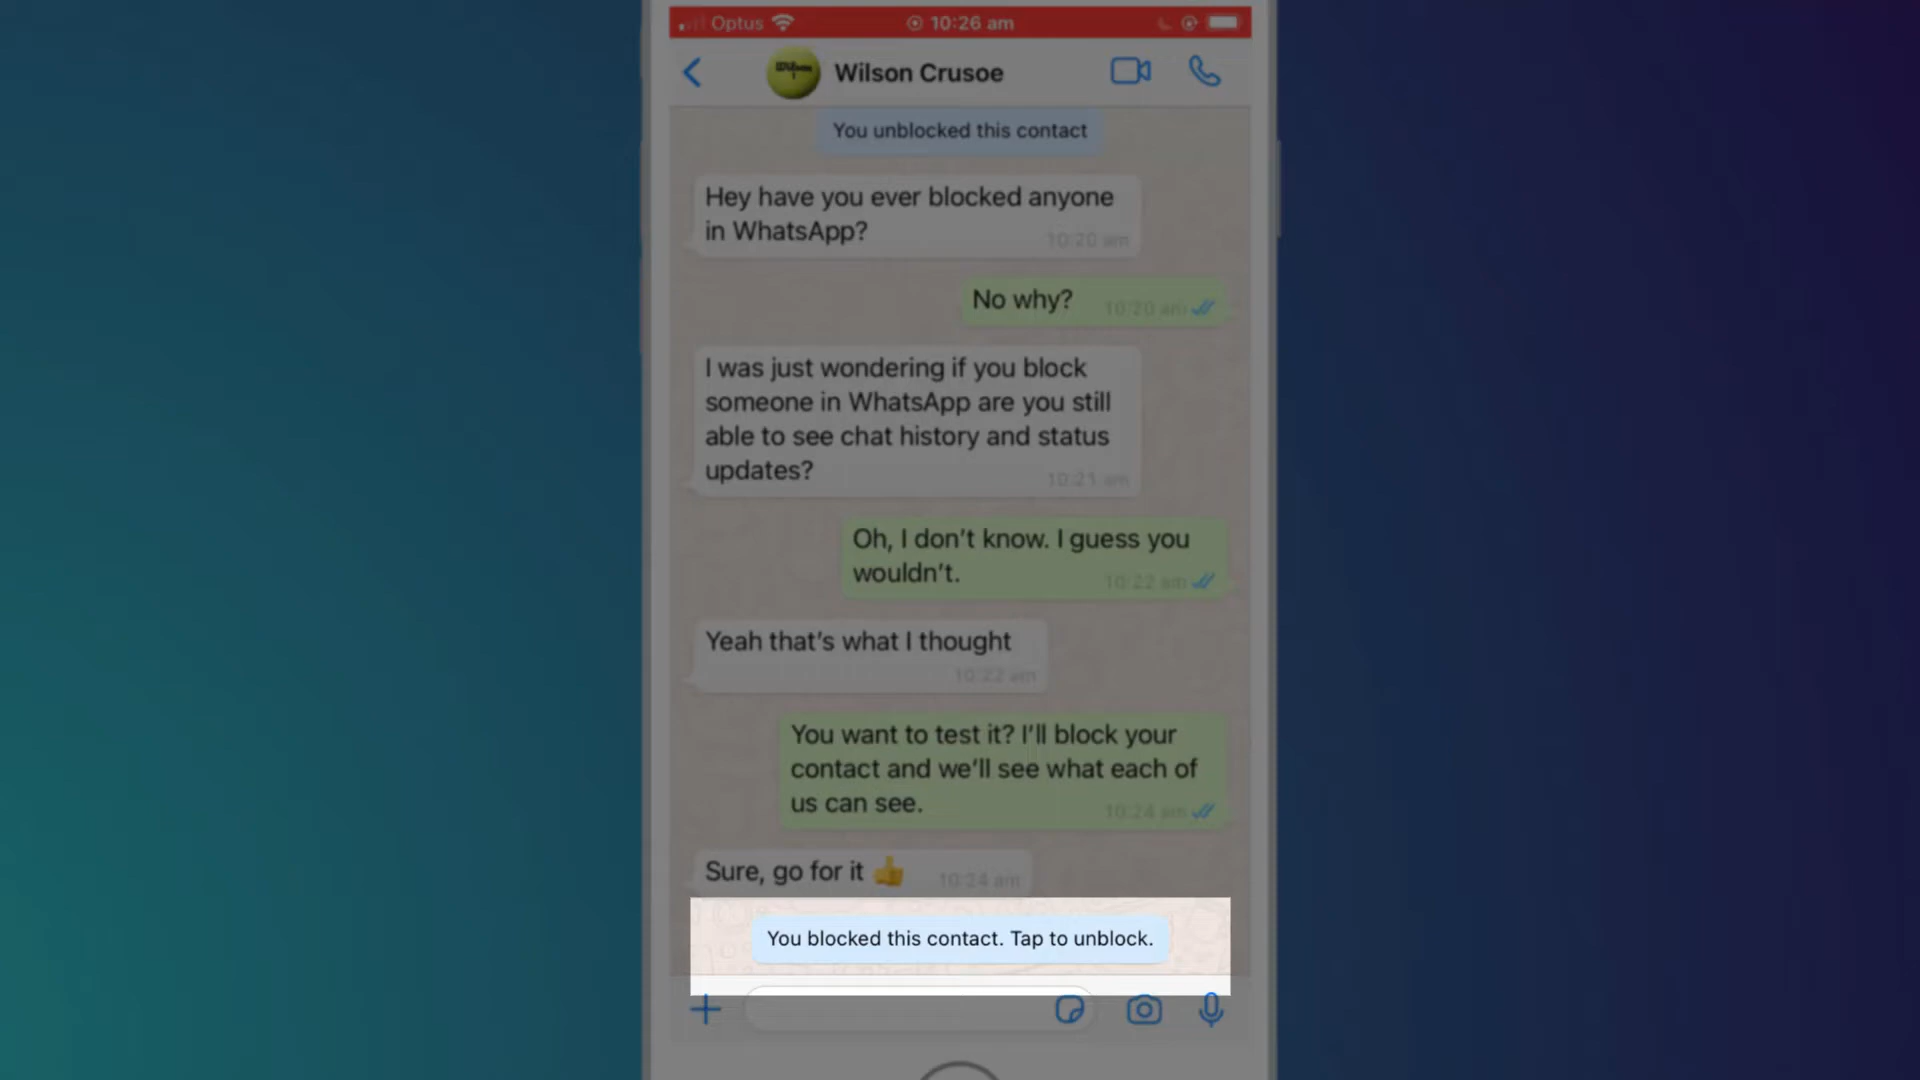 Optus 10:26 am
Wilson 1
Wilson Crusoe
You unblocked this contact
Hey have you ever blocked anyone
in WhatsApp?
10:20 am
No why?
10:20 am
I was just wondering if you block
someone in WhatsApp are you still
able to see chat history and status
updates?
10:21 am
Oh, I don't know. I guess you
wouldn't.
10:22 am
Yeah that's what I thought
10:22 am
You want to test it? I'll block your
contact and we'll see what each of
us can see.
10:24 am
Sure, go for it 👍 10:24 am
You blocked this contact. Tap to unblock.